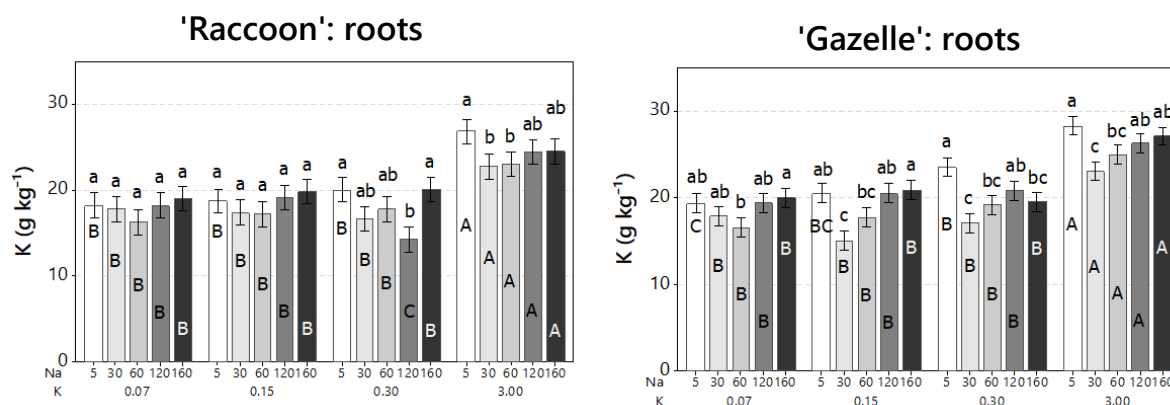 'Raccoon': roots
K (g kg⁻¹)
30
20
10
0
a a a a a
B B B B B
a a a a a
B B B B B
a ab ab b a
B B B C B
a b b ab ab
A A A A A
Na 5 30 60 120 160 5 30 60 120 160 5 30 60 120 160 5 30 60 120 160
K 0.07 0.15 0.30 3.00
'Gazelle': roots
K (g kg⁻¹)
30
20
10
0
ab ab b ab a
C B B B B
ab c bc ab a
BC B B B B
a c bc ab bc
B B B B B
a c bc ab ab
A A A A A
Na 5 30 60 120 160 5 30 60 120 160 5 30 60 120 160 5 30 60 120 160
K 0.07 0.15 0.30 3.00